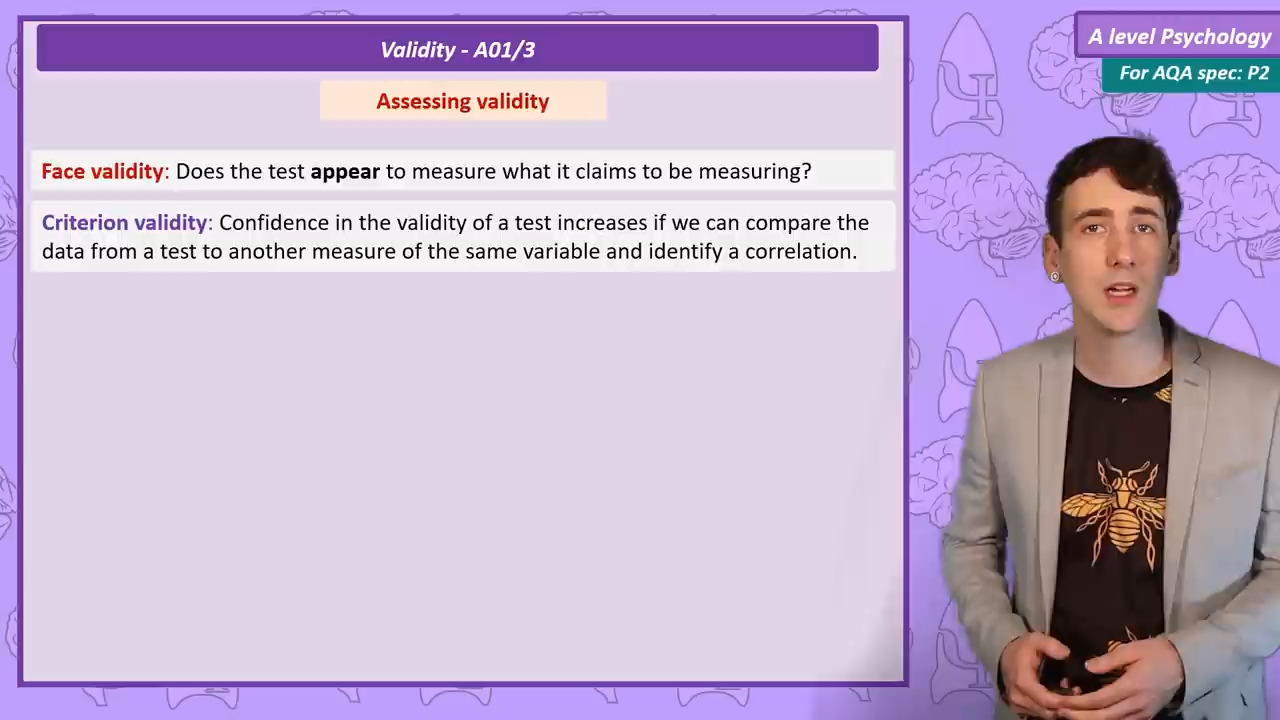 Validity - A01/3
A level Psychology
For AQA spec: P2
Assessing validity
Face validity: Does the test appear to measure what it claims to be measuring?
Criterion validity: Confidence in the validity of a test increases if we can compare the
data from a test to another measure of the same variable and identify a correlation.